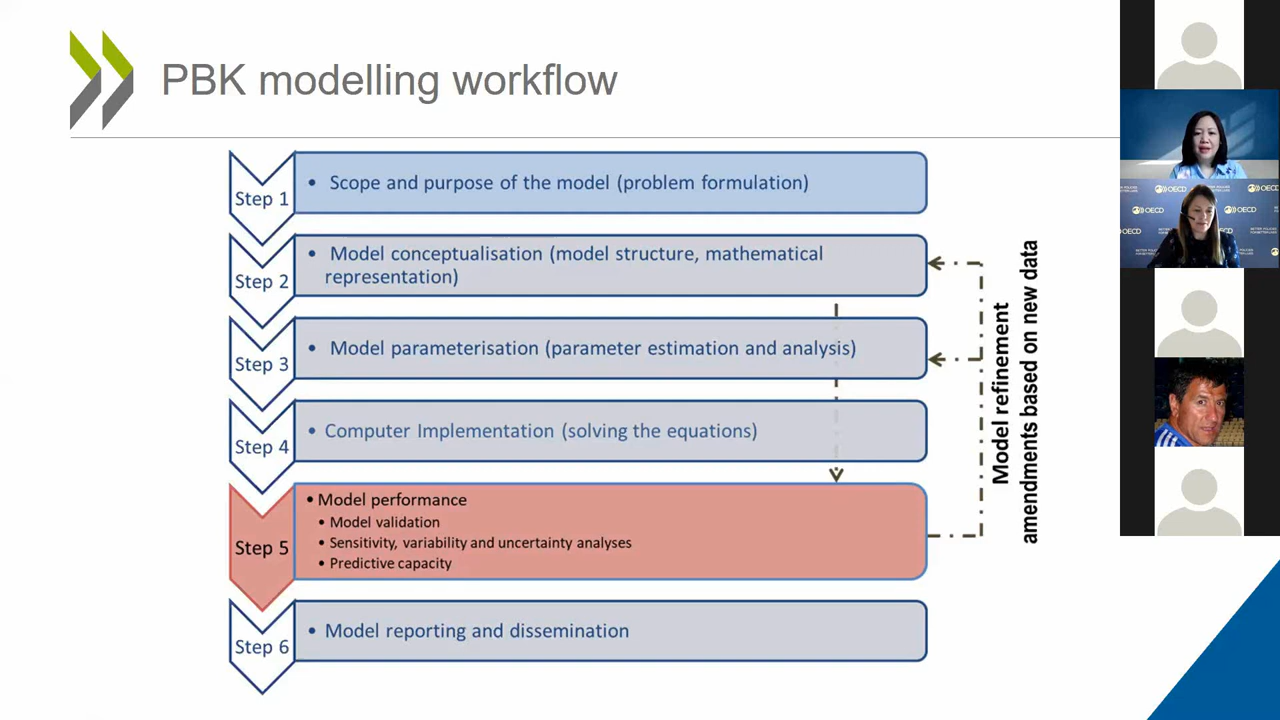 PBK modelling workflow
Step 1
• Scope and purpose of the model (problem formulation)
Step 2
• Model conceptualisation (model structure, mathematical
representation)
Step 3
• Model parameterisation (parameter estimation and analysis)
Step 4
• Computer Implementation (solving the equations)
Step 5
• Model performance
• Model validation
• Sensitivity, variability and uncertainty analyses
• Predictive capacity
Step 6
• Model reporting and dissemination
Model refinement
amendments based on new data
OECD
OECD
OECD